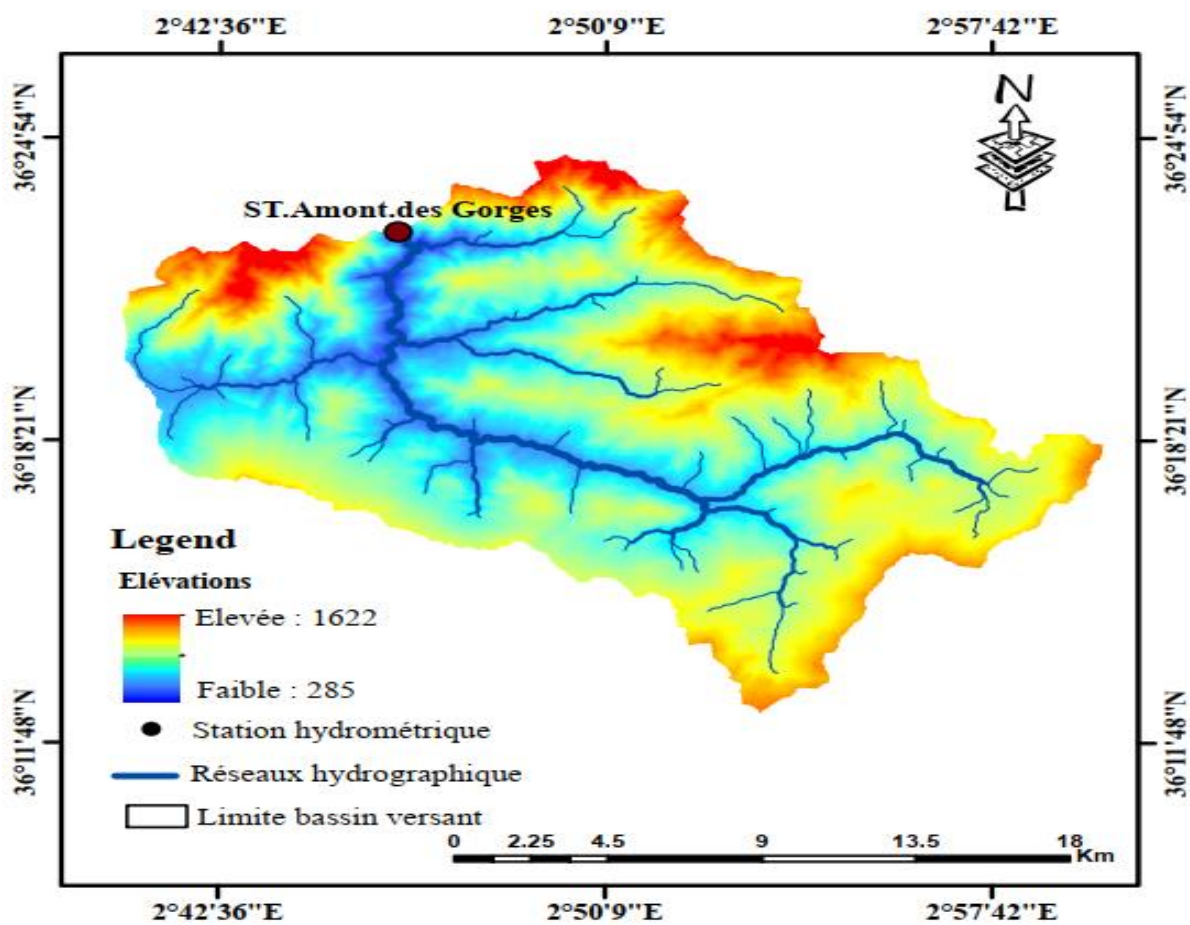 2°42'36"E 2°50'9"E 2°57'42"E
N
36°24'54"N 36°24'54"N
ST.Amont.des Gorges
36°18'21"N 36°18'21"N
Legend
Elévations
Elevée : 1622
Faible : 285
36°11'48"N 36°11'48"N
Station hydrométrique
Réseaux hydrographique
Limite bassin versant
0 2.25 4.5 9 13.5 18
Km
2°42'36"E 2°50'9"E 2°57'42"E